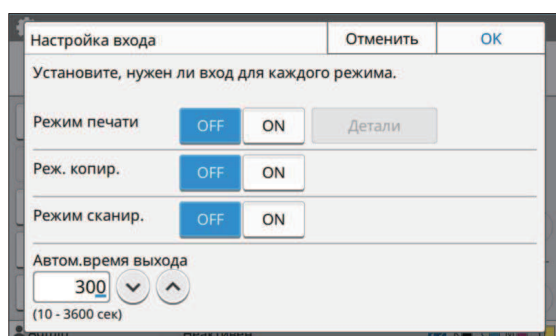 Настройка входа
Отменить
OK
Установите, нужен ли вход для каждого режима.
Режим печати
OFF
ON
Детали
Реж. копир.
OFF
ON
Режим сканир.
OFF
ON
Автом.время выхода
300
(10 - 3600 сек)